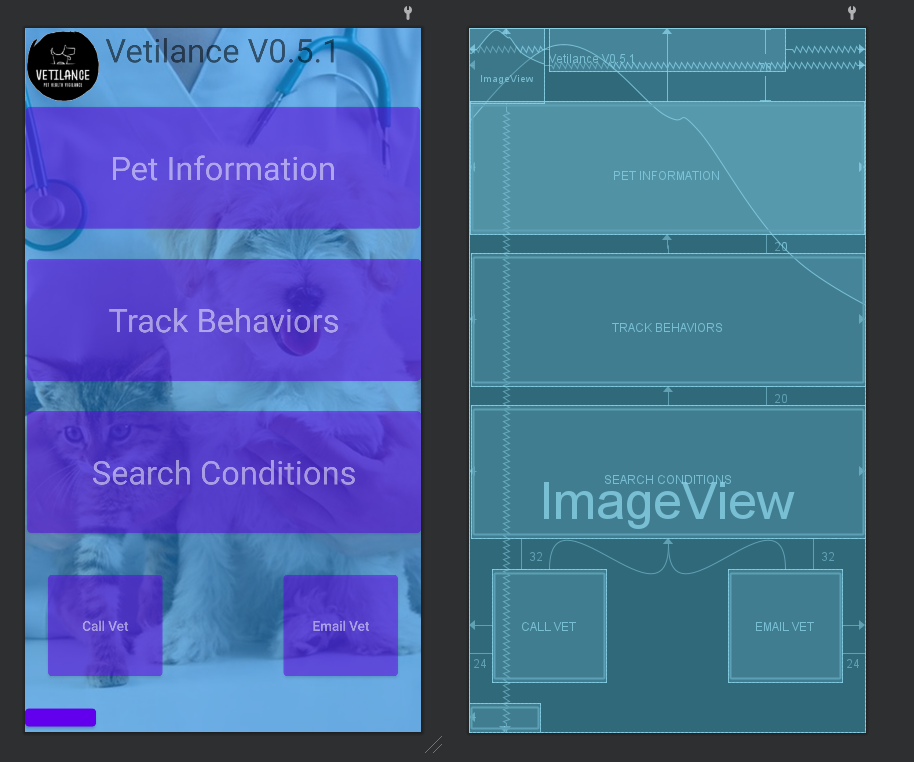 Vetilance V0.5.1
VETILANCE
PET HEALTH VIGILANCE
Pet Information
Track Behaviors
Search Conditions
Call Vet
Email Vet
Vetilance V0.5.1
ImageView
PET INFORMATION
20
TRACK BEHAVIORS
20
SEARCH CONDITIONS
ImageView
32
32
CALL VET
EMAIL VET
24
24